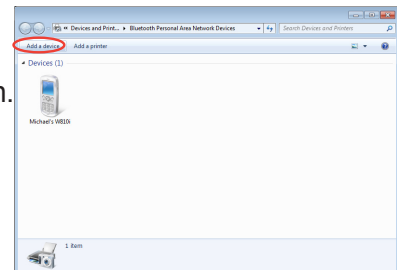 « Devices and Print... ▸ Bluetooth Personal Area Network Devices
Search Devices and Printers
Add a device
Add a printer
Devices (1)
n.
Michael's W810i
1 item